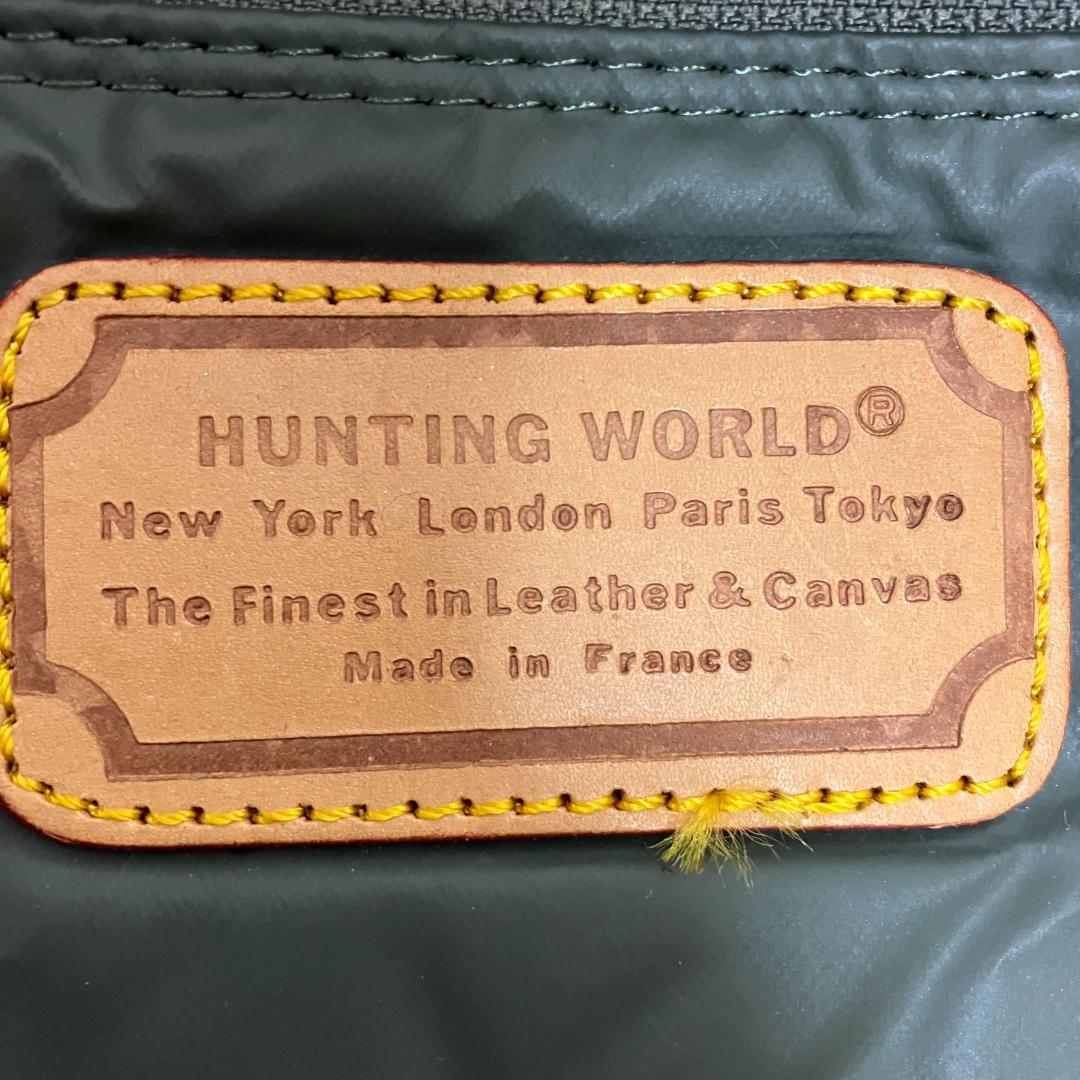 HUNTING WORLD®
New York London Paris Tokyo
The Finest in Leather & Canvas
Made in France